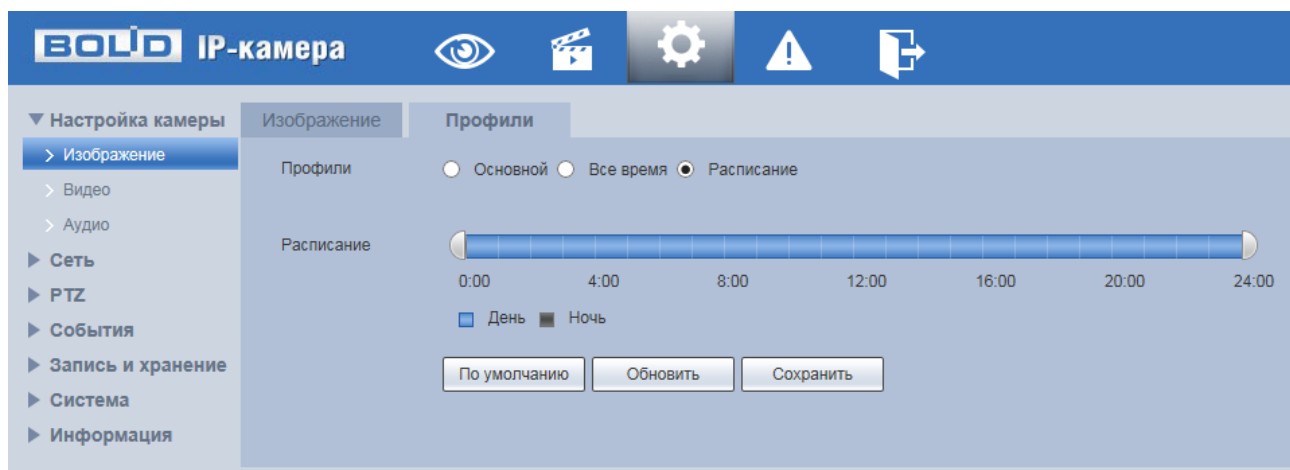 BOLID IP-камера
Настройка камеры
Изображение
Видео
Аудио
Сеть
PTZ
События
Запись и хранение
Система
Информация
Изображение Профили
Профили Основной Все время Расписание
Расписание
0:00 4:00 8:00 12:00 16:00 20:00 24:00
День Ночь
По умолчанию Обновить Сохранить